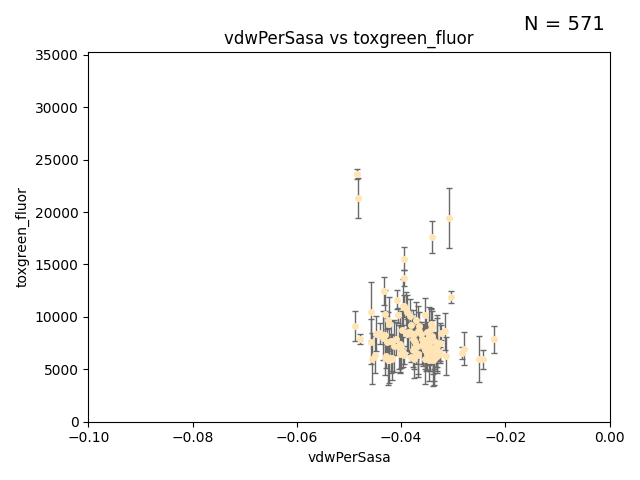 N = 571
vdwPerSasa vs toxgreen_fluor
35000
30000
25000
20000
15000
10000
5000
0
toxgreen_fluor
−0.10 −0.08 −0.06 −0.04 −0.02 0.00
vdwPerSasa